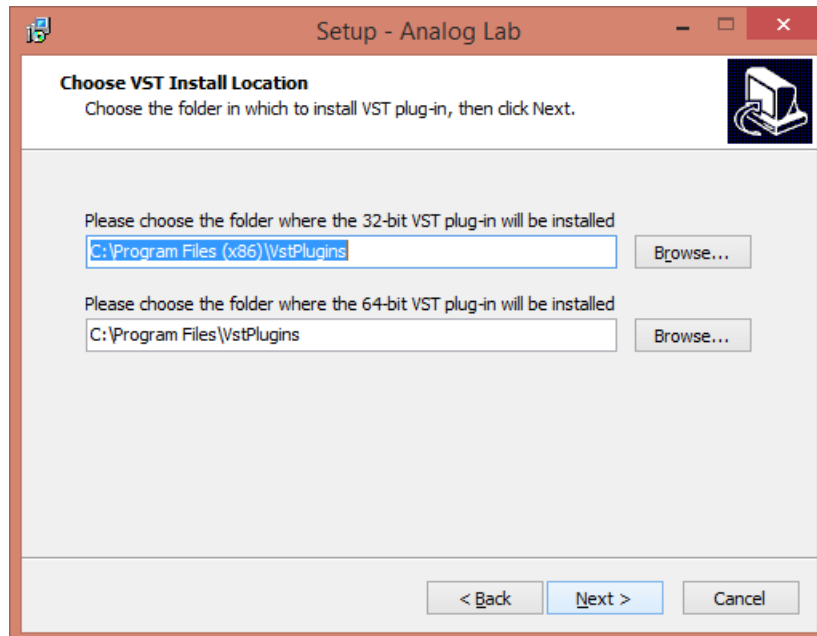 Setup - Analog Lab
Choose VST Install Location
Choose the folder in which to install VST plug-in, then click Next.
Please choose the folder where the 32-bit VST plug-in will be installed
C:\Program Files (x86)\VstPlugins
Browse...
Please choose the folder where the 64-bit VST plug-in will be installed
C:\Program Files\VstPlugins
Browse...
< Back
Next >
Cancel